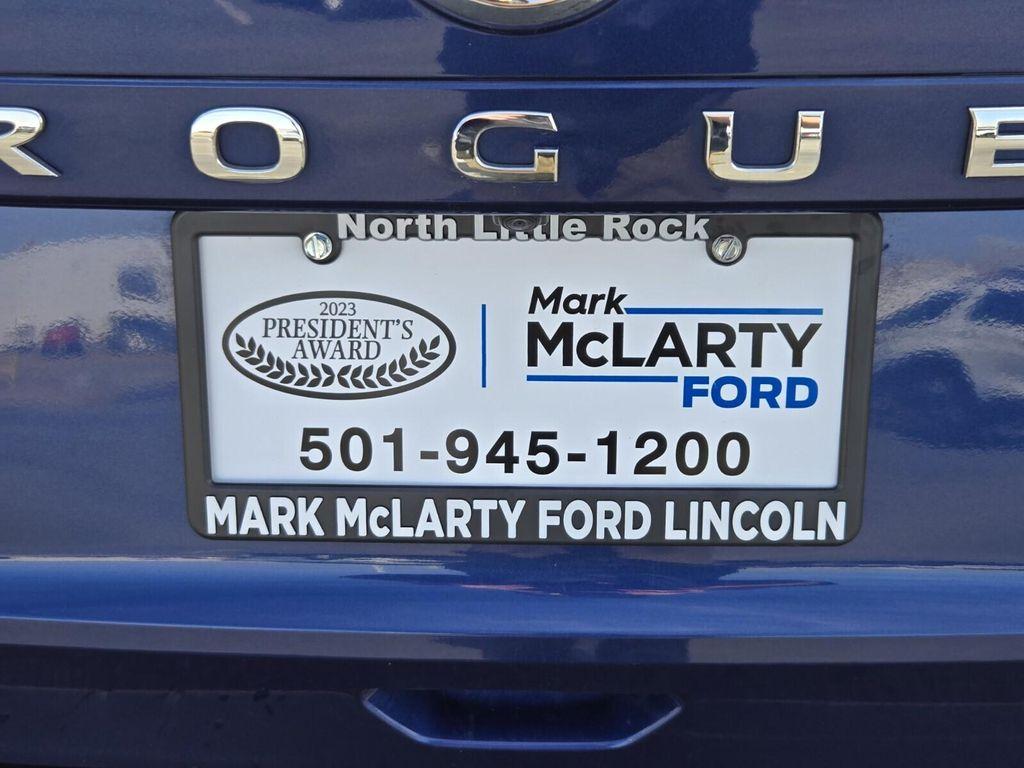 ROGUE
North Little Rock
2023
PRESIDENT'S
AWARD
Mark
McLARTY
FORD
501-945-1200
MARK McLARTY FORD LINCOLN